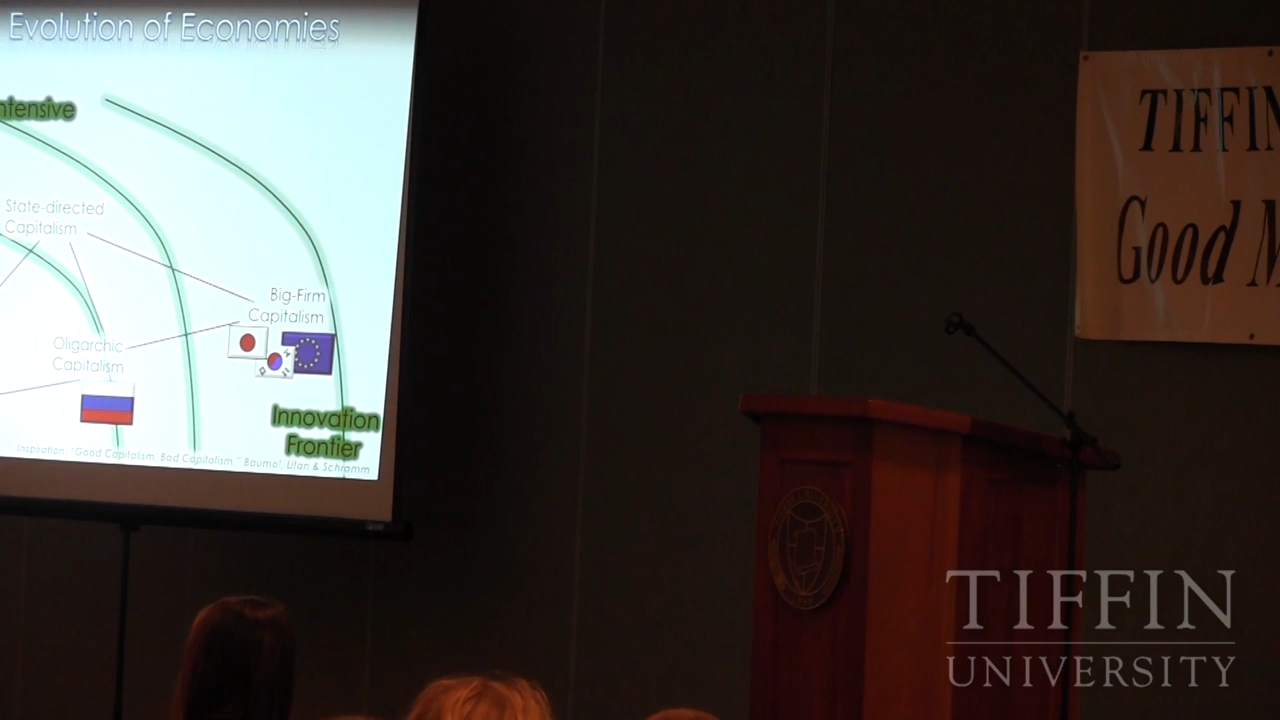 Evolution of Economies
ntensive
State-directed
Capitalism
Big-Firm
Capitalism
Oligarchic
Capitalism
Innovation
Frontier
Inspiration: "Good Capitalism, Bad Capitalism," Baumol, Litan & Schramm
TIFFIN
Good M
TIFFIN
UNIVERSITY